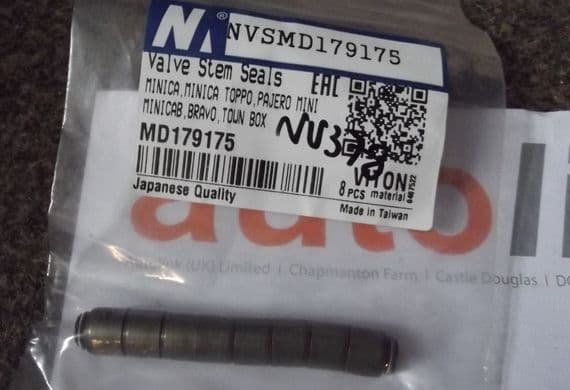 NVSMD179175
Valve Stem Seals EAC
MINICA,MINICA TOPPO,PAJERO MINI
MINICAB,BRAVO,TOWN BOX
MD179175
VITON
8 PCS material
Japanese Quality
Made in Taiwan
autoli
(UK) Limited | Chapmanton Farm | Castle Douglas |